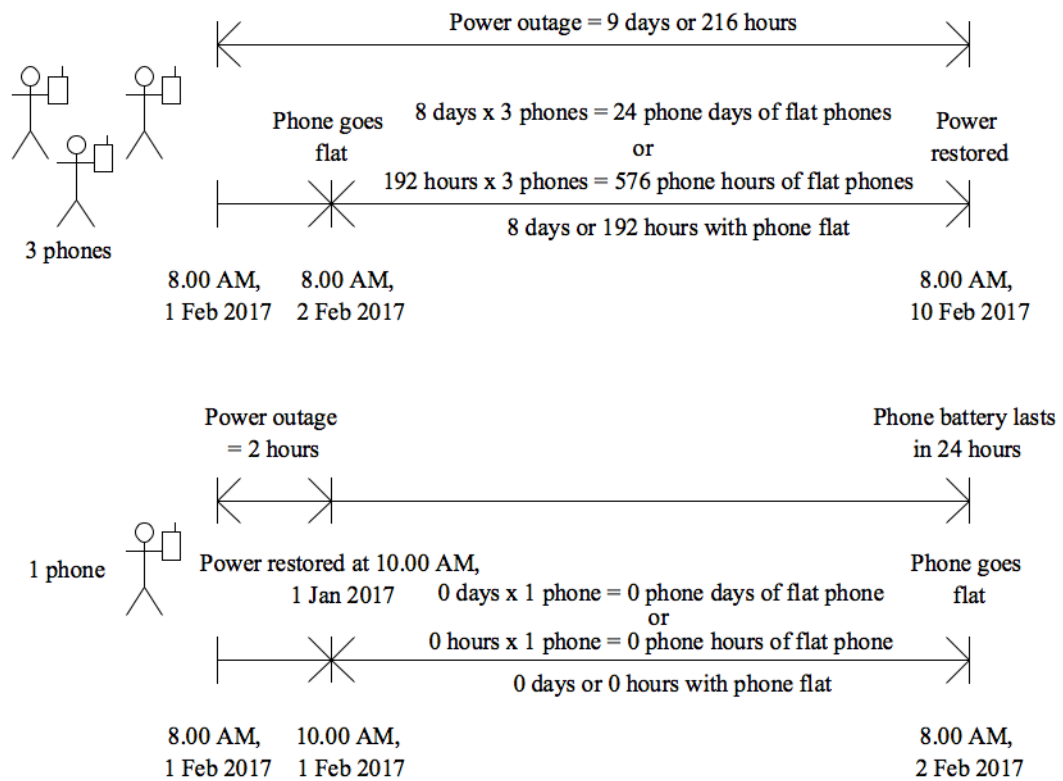 Power outage = 9 days or 216 hours
Phone goes
flat
8 days x 3 phones = 24 phone days of flat phones
or
192 hours x 3 phones = 576 phone hours of flat phones
Power
restored
8 days or 192 hours with phone flat
3 phones
8.00 AM,
1 Feb 2017
8.00 AM,
2 Feb 2017
8.00 AM,
10 Feb 2017
Power outage
= 2 hours
Phone battery lasts
in 24 hours
1 phone
Power restored at 10.00 AM,
1 Jan 2017
0 days x 1 phone = 0 phone days of flat phone
or
0 hours x 1 phone = 0 phone hours of flat phone
Phone goes
flat
0 days or 0 hours with phone flat
8.00 AM,
1 Feb 2017
10.00 AM,
1 Feb 2017
8.00 AM,
2 Feb 2017